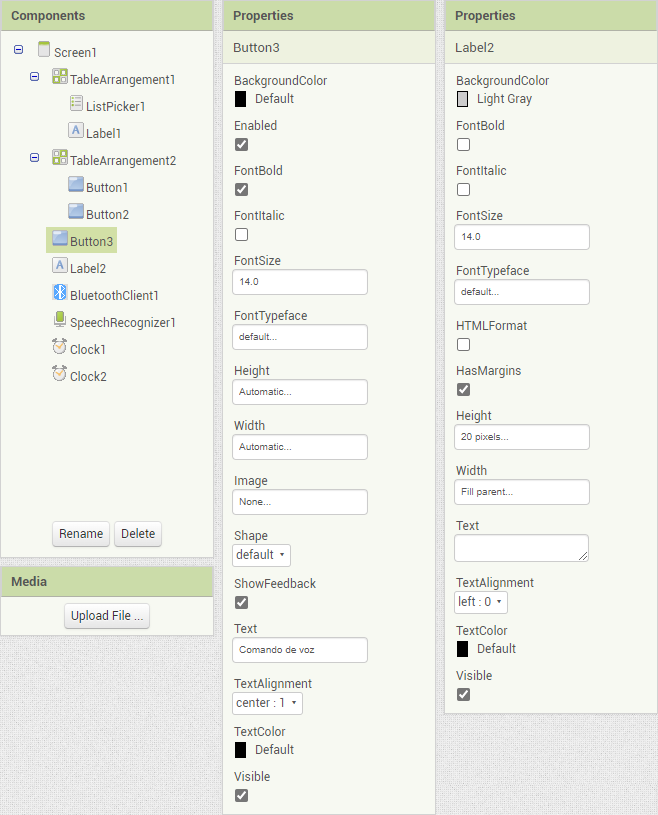 Components
Screen1
TableArrangement1
ListPicker1
A
Label1
TableArrangement2
Button1
Button2
Button3
A
Label2
BluetoothClient1
SpeechRecognizer1
Clock1
Clock2
Rename
Delete
Media
Upload File ...
Properties
Button3
BackgroundColor
Default
Enabled
FontBold
FontItalic
FontSize
14.0
FontTypeface
default...
Height
Automatic...
Width
Automatic...
Image
None...
Shape
default
ShowFeedback
Text
Comando de voz
TextAlignment
center : 1
TextColor
Default
Visible
Properties
Label2
BackgroundColor
Light Gray
FontBold
FontItalic
FontSize
14.0
FontTypeface
default...
HTMLFormat
HasMargins
Height
20 pixels...
Width
Fill parent...
Text
TextAlignment
left : 0
TextColor
Default
Visible